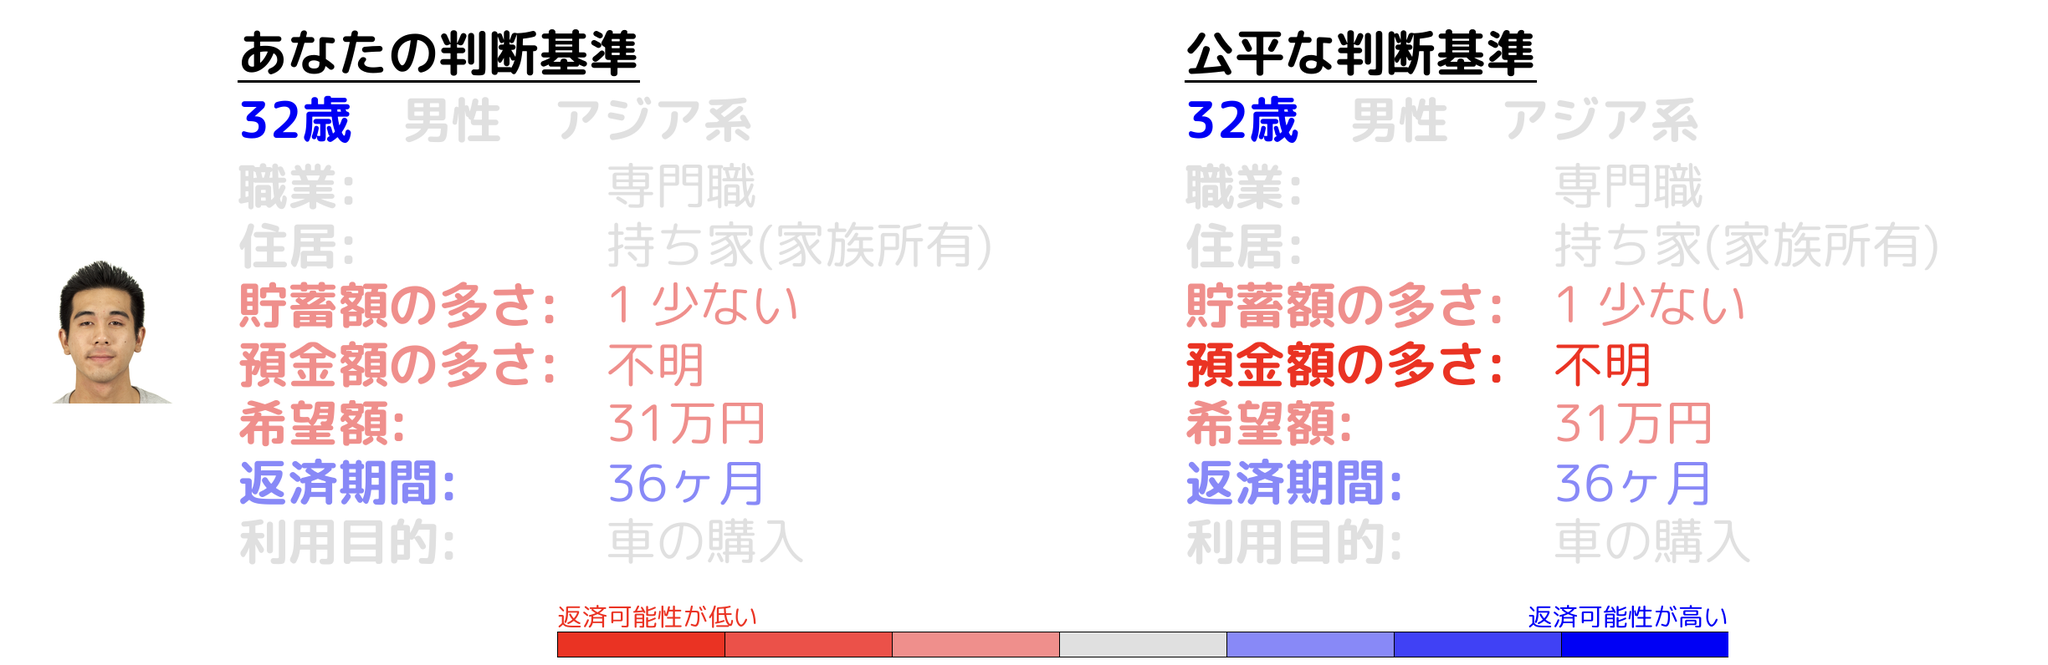 あなたの判断基準
32歳 男性 アジア系
職業: 専門職
住居: 持ち家(家族所有)
貯蓄額の多さ: 1 少ない
預金額の多さ: 不明
希望額: 31万円
返済期間: 36ヶ月
利用目的: 車の購入
公平な判断基準
32歳 男性 アジア系
職業: 専門職
住居: 持ち家(家族所有)
貯蓄額の多さ: 1 少ない
預金額の多さ: 不明
希望額: 31万円
返済期間: 36ヶ月
利用目的: 車の購入
返済可能性が低い
返済可能性が高い